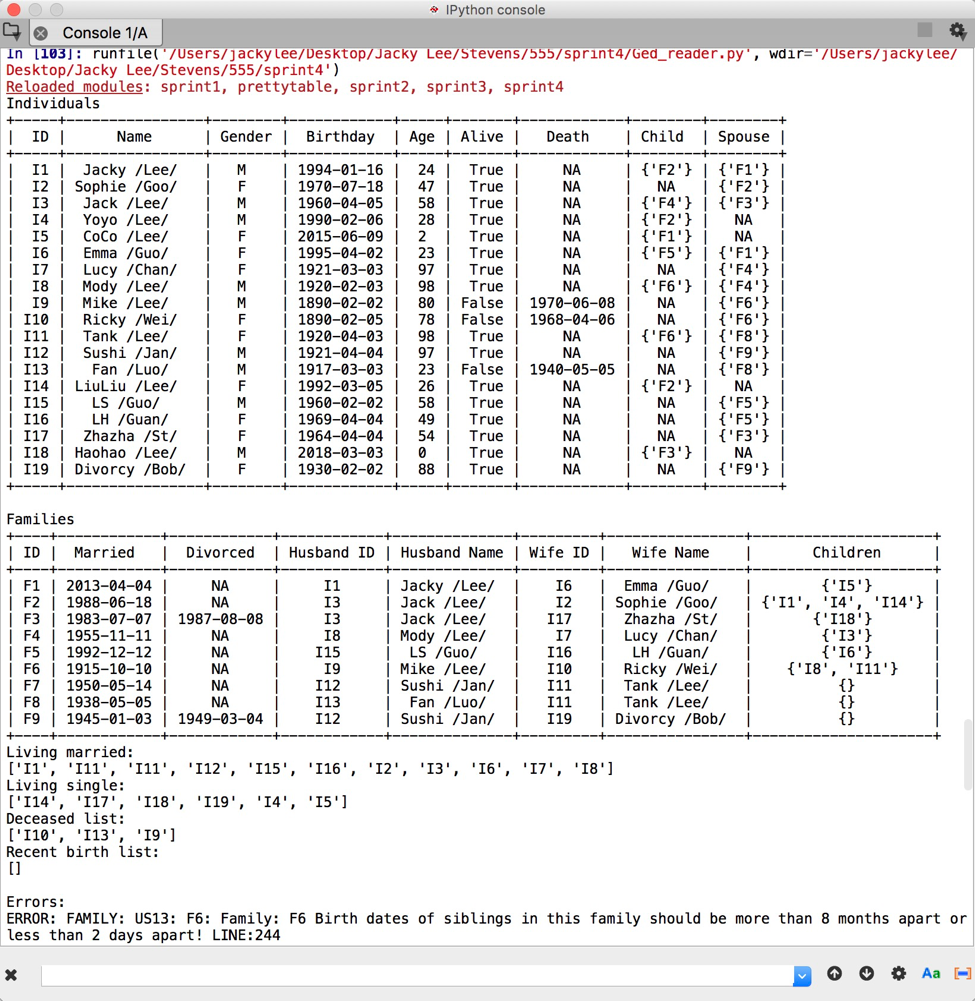 IPython console
Console 1/A
In [103]: runfile('/Users/jackylee/Desktop/Jacky Lee/Stevens/555/sprint4/Ged_reader.py', wdir='/Users/jackylee/
Desktop/Jacky Lee/Stevens/555/sprint4')
Reloaded modules: sprint1, prettytable, sprint2, sprint3, sprint4
Individuals
| ID | Name | Gender | Birthday | Age | Alive | Death | Child | Spouse |
| I1 | Jacky /Lee/ | M | 1994-01-16 | 24 | True | NA | {'F2'} | {'F1'} |
| I2 | Sophie /Goo/ | F | 1970-07-18 | 47 | True | NA | NA | {'F2'} |
| I3 | Jack /Lee/ | M | 1960-04-05 | 58 | True | NA | {'F4'} | {'F3'} |
| I4 | Yoyo /Lee/ | M | 1990-02-06 | 28 | True | NA | {'F2'} | NA |
| I5 | CoCo /Lee/ | F | 2015-06-09 | 2 | True | NA | {'F1'} | NA |
| I6 | Emma /Guo/ | F | 1995-04-02 | 23 | True | NA | {'F5'} | {'F1'} |
| I7 | Lucy /Chan/ | F | 1921-03-03 | 97 | True | NA | NA | {'F4'} |
| I8 | Mody /Lee/ | M | 1920-02-03 | 98 | True | NA | {'F6'} | {'F4'} |
| I9 | Mike /Lee/ | M | 1890-02-02 | 80 | False | 1970-06-08 | NA | {'F6'} |
| I10 | Ricky /Wei/ | F | 1890-02-05 | 78 | False | 1968-04-06 | NA | {'F6'} |
| I11 | Tank /Lee/ | F | 1920-04-03 | 98 | True | NA | {'F6'} | {'F8'} |
| I12 | Sushi /Jan/ | M | 1921-04-04 | 97 | True | NA | NA | {'F9'} |
| I13 | Fan /Luo/ | M | 1917-03-03 | 23 | False | 1940-05-05 | NA | {'F8'} |
| I14 | LiuLiu /Lee/ | F | 1992-03-05 | 26 | True | NA | {'F2'} | NA |
| I15 | LS /Guo/ | M | 1960-02-02 | 58 | True | NA | NA | {'F5'} |
| I16 | LH /Guan/ | F | 1969-04-04 | 49 | True | NA | NA | {'F5'} |
| I17 | Zhazha /St/ | F | 1964-04-04 | 54 | True | NA | NA | {'F3'} |
| I18 | Haohao /Lee/ | M | 2018-03-03 | 0 | True | NA | {'F3'} | NA |
| I19 | Divorcy /Bob/ | F | 1930-02-02 | 88 | True | NA | NA | {'F9'} |
Families
| ID | Married | Divorced | Husband ID | Husband Name | Wife ID | Wife Name | Children |
| F1 | 2013-04-04 | NA | I1 | Jacky /Lee/ | I6 | Emma /Guo/ | {'I5'} |
| F2 | 1988-06-18 | NA | I3 | Jack /Lee/ | I2 | Sophie /Goo/ | {'I1', 'I4', 'I14'} |
| F3 | 1983-07-07 | 1987-08-08 | I3 | Jack /Lee/ | I17 | Zhazha /St/ | {'I18'} |
| F4 | 1955-11-11 | NA | I8 | Mody /Lee/ | I7 | Lucy /Chan/ | {'I3'} |
| F5 | 1992-12-12 | NA | I15 | LS /Guo/ | I16 | LH /Guan/ | {'I6'} |
| F6 | 1915-10-10 | NA | I9 | Mike /Lee/ | I10 | Ricky /Wei/ | {'I8', 'I11'} |
| F7 | 1950-05-14 | NA | I12 | Sushi /Jan/ | I11 | Tank /Lee/ | {} |
| F8 | 1938-05-05 | NA | I13 | Fan /Luo/ | I11 | Tank /Lee/ | {} |
| F9 | 1945-01-03 | 1949-03-04 | I12 | Sushi /Jan/ | I19 | Divorcy /Bob/ | {} |
Living married:
['I1', 'I11', 'I11', 'I12', 'I15', 'I16', 'I2', 'I3', 'I6', 'I7', 'I8']
Living single:
['I14', 'I17', 'I18', 'I19', 'I4', 'I5']
Deceased list:
['I10', 'I13', 'I9']
Recent birth list:
[]
Errors:
ERROR: FAMILY: US13: F6: Family: F6 Birth dates of siblings in this family should be more than 8 months apart or
less than 2 days apart! LINE:244
Aa